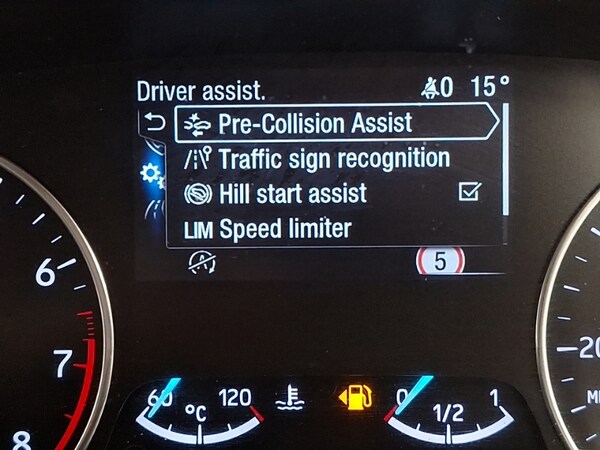 Driver assist. 0 15°
Pre-Collision Assist
Traffic sign recognition
Hill start assist
LIM Speed limiter
A 5
6
7
8
60 °C 120
0 1/2 1
20